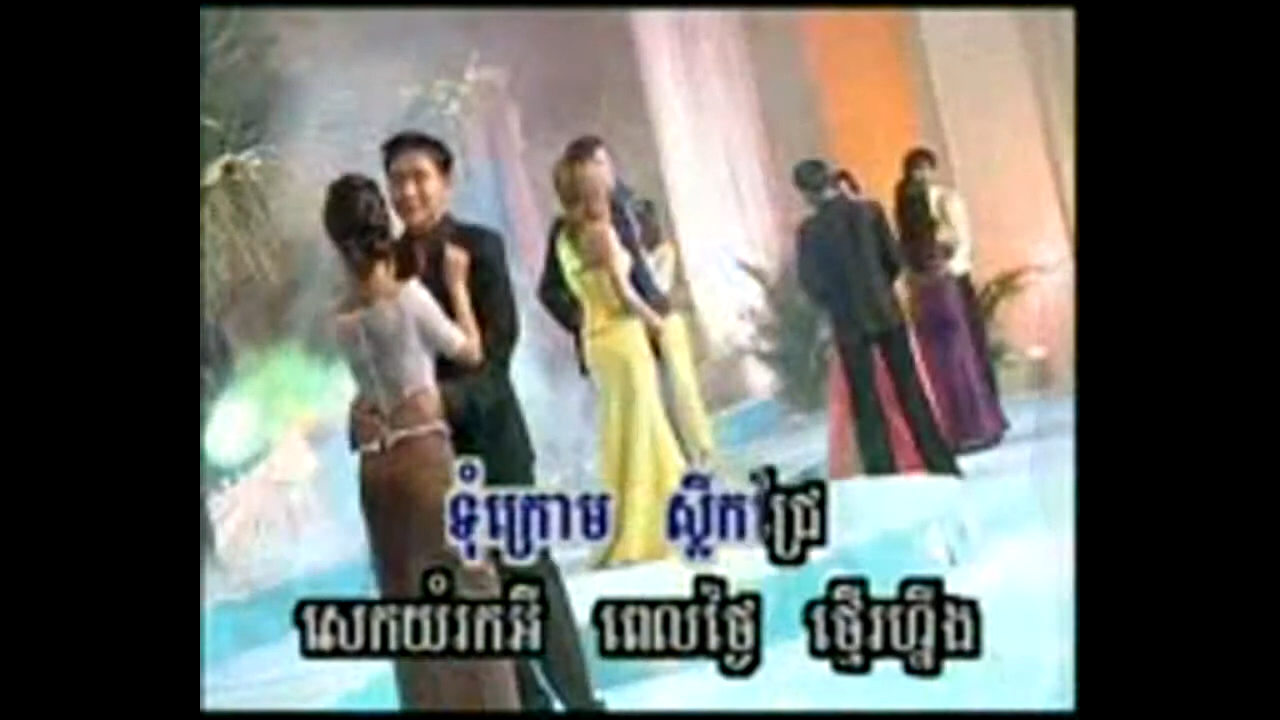 ទុំក្រោម ស្លឹកជ្រៃ
សេកយំរកអី ពេលថ្ងៃ ថ្មើរហ្នឹង